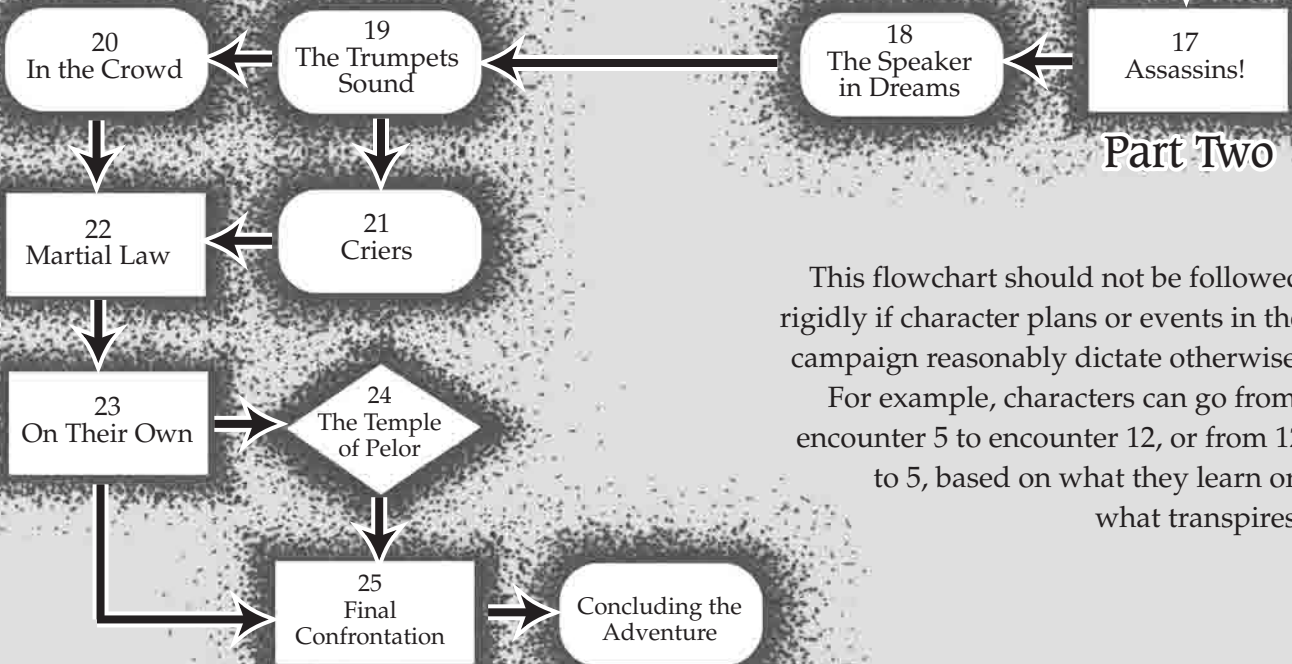 20
In the Crowd
19
The Trumpets
Sound
18
The Speaker
in Dreams
17
Assassins!
Part Two
22
Martial Law
21
Criers
This flowchart should not be followed
rigidly if character plans or events in the
campaign reasonably dictate otherwise
For example, characters can go from
encounter 5 to encounter 12, or from 12
to 5, based on what they learn or
what transpires
23
On Their Own
24
The Temple
of Pelor
25
Final
Confrontation
Concluding the
Adventure